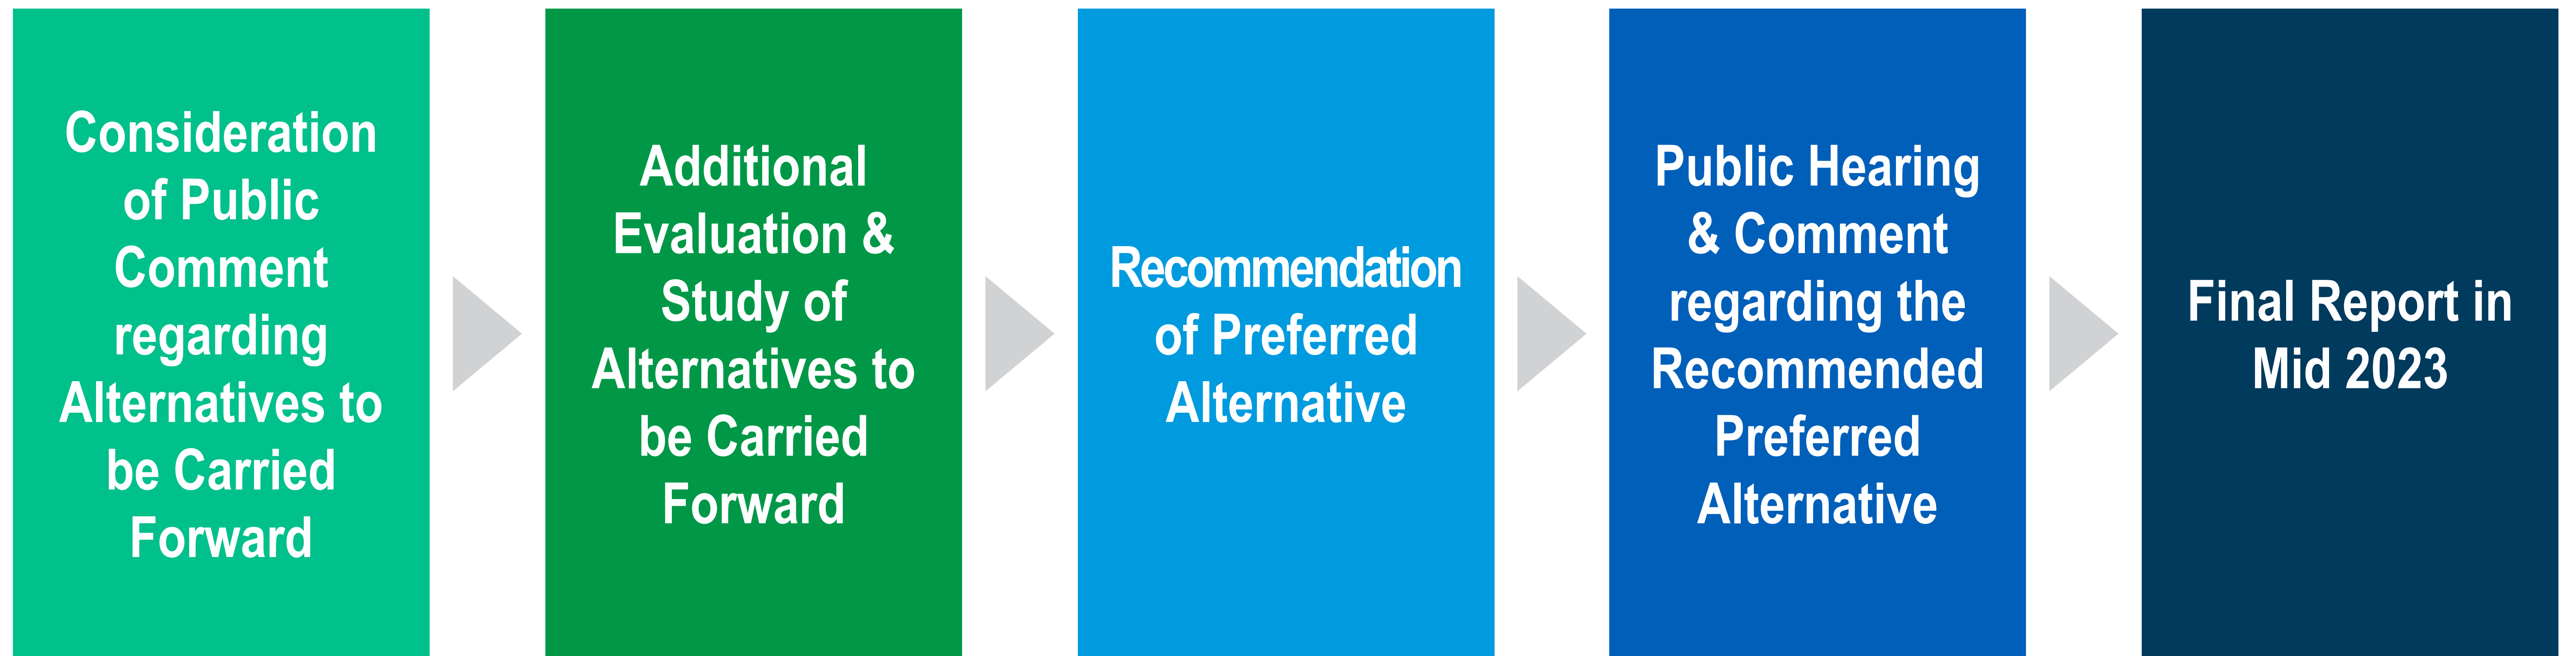 Consideration
of Public
Comment
regarding
Alternatives to
be Carried
Forward
Additional
Evaluation &
Study of
Alternatives to
be Carried
Forward
Recommendation
of Preferred
Alternative
Public Hearing
& Comment
regarding the
Recommended
Preferred
Alternative
Final Report in
Mid 2023